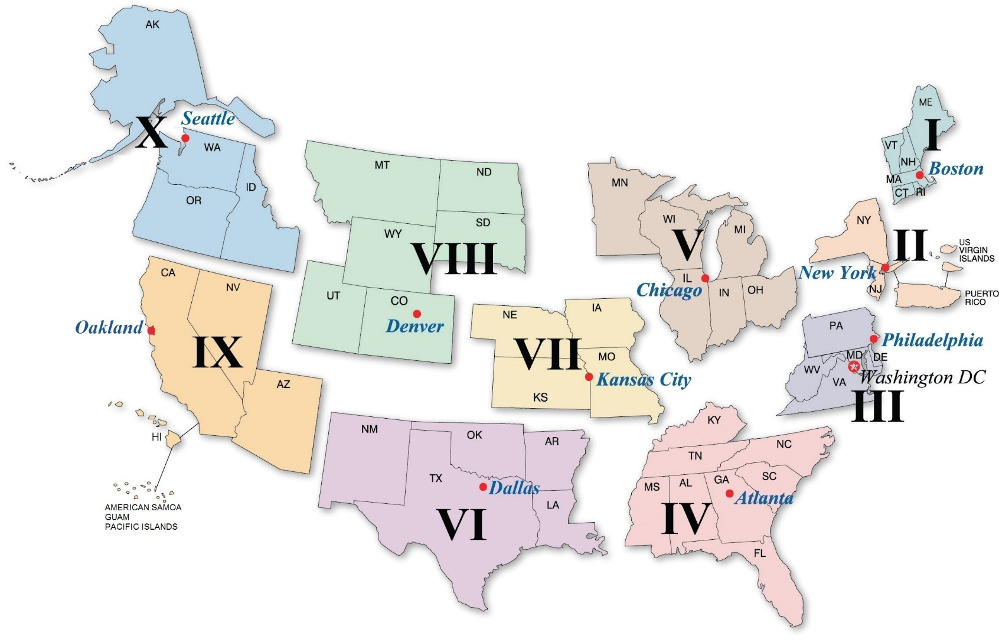 AK
X
Seattle
WA
OR
ID
MT
ND
SD
WY
VIII
UT
CO
Denver
CA
NV
Oakland
IX
AZ
HI
AMERICAN SAMOA
GUAM
PACIFIC ISLANDS
NE
IA
VII
MO
Kansas City
KS
NM
OK
AR
TX
Dallas
LA
VI
MN
WI
MI
V
IL
Chicago
IN
OH
ME
I
VT
NH
Boston
MA
CT
RI
NY
II
US
VIRGIN
ISLANDS
New York
NJ
PUERTO
RICO
PA
Philadelphia
MD
DE
WV
Washington DC
VA
III
KY
NC
TN
SC
MS
AL
GA
Atlanta
IV
FL